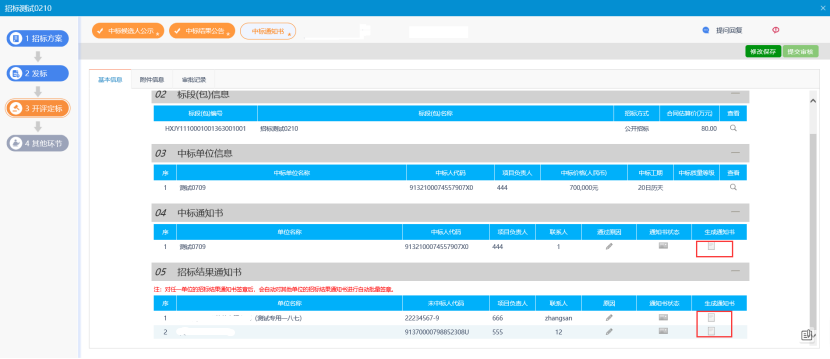 招标测试0210
1 招标方案
2 发标
3 开评定标
4 其他环节
中标候选人公示
中标结果公告
中标通知书
提问回复
修改保存
提交审核
基本信息
附件信息
审批记录
02 标段(包)信息
标段(包)编号 标段(包)名称 招标方式 合同估算价(万元) 查看
HXJY1110001001363001001 招标测试0210 公开招标 80.00
03 中标单位信息
序 中标单位名称 中标人代码 项目负责人 中标价格(人民币) 中标工期 中标质量等级 查看
1 测试0709 9132100074557907X0 444 700,000元 20日历天
04 中标通知书
序 单位名称 中标人代码 项目负责人 联系人 通过原因 通知书状态 生成通知书
1 测试0709 9132100074557907X0 444 1
05 招标结果通知书
注：对任一单位的招标结果通知书签章后，会自动对其他单位的招标结果通知书进行自动批量签章。
序 单位名称 未中标人代码 项目负责人 联系人 原因 通知书状态 生成通知书
1 （测试专用一八七） 22234567-9 666 zhangsan
2 91370000798852308U 555 12